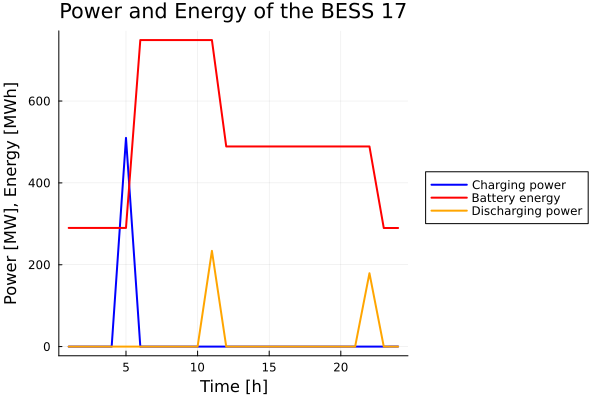 Power and Energy of the BESS 17
Power [MW], Energy [MWh]
600
400
200
0
5
10
15
20
Time [h]
Charging power
Battery energy
Discharging power